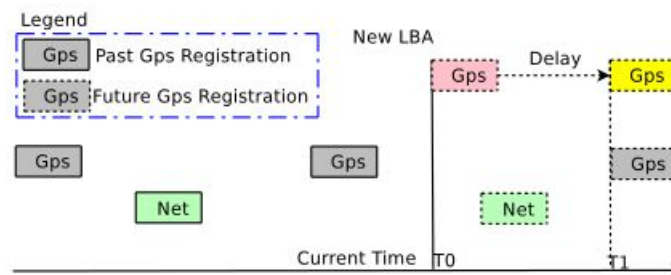 Legend
Gps Past Gps Registration
Gps Future Gps Registration
New LBA
Gps
Delay
Gps
Gps
Gps
Gps
Net
Net
Current Time T0
T1